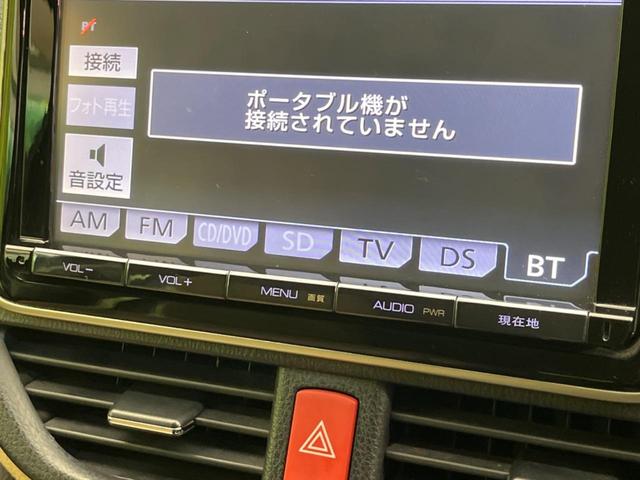 BT
接続
フォト再生
ポータブル機が
接続されていません
音設定
AM FM CD/DVD SD TV DS BT
VOL− VOL+ MENU 画質 AUDIO PWR 現在地